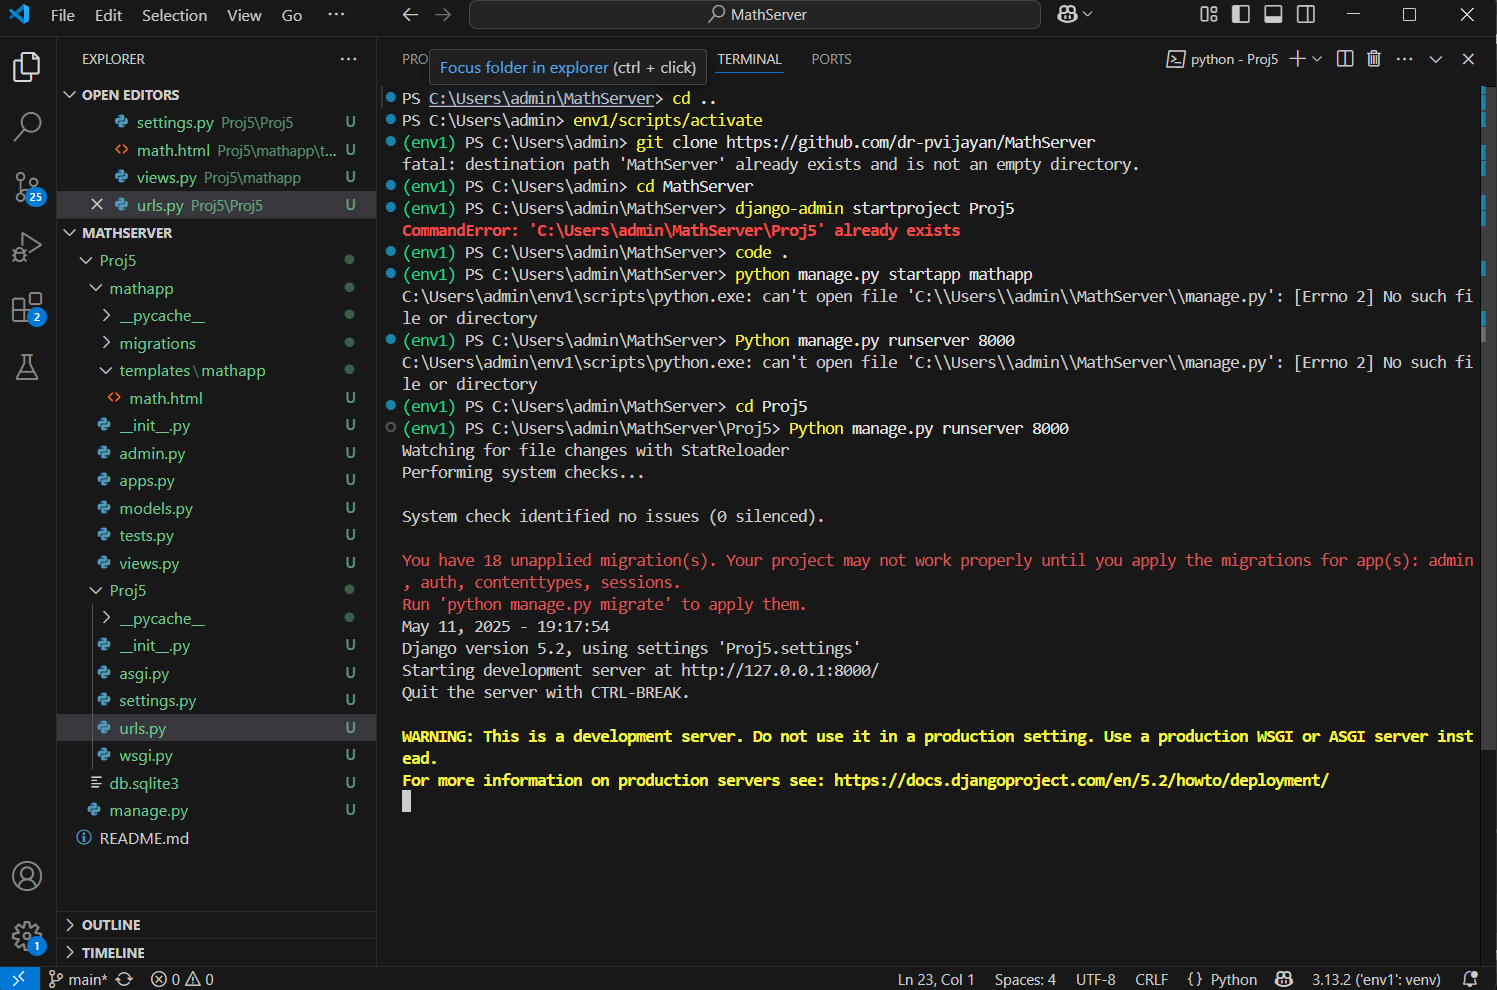 File Edit Selection View Go ··· MathServer
EXPLORER ···
OPEN EDITORS
settings.py Proj5\Proj5 U
math.html Proj5\mathapp\t... U
views.py Proj5\mathapp U
urls.py Proj5\Proj5 U
MATHSERVER
Proj5
mathapp
__pycache__
migrations
templates\mathapp
math.html U
__init__.py U
admin.py U
apps.py U
models.py U
tests.py U
views.py U
Proj5
__pycache__
__init__.py U
asgi.py U
settings.py U
urls.py U
wsgi.py U
db.sqlite3 U
manage.py U
README.md
OUTLINE
TIMELINE
25
2
1
PRO
Focus folder in explorer (ctrl + click)
TERMINAL PORTS
python - Proj5
PS C:\Users\admin\MathServer> cd ..
PS C:\Users\admin> env1/scripts/activate
(env1) PS C:\Users\admin> git clone https://github.com/dr-pvijayan/MathServer
fatal: destination path 'MathServer' already exists and is not an empty directory.
(env1) PS C:\Users\admin> cd MathServer
(env1) PS C:\Users\admin\MathServer> django-admin startproject Proj5
CommandError: 'C:\Users\admin\MathServer\Proj5' already exists
(env1) PS C:\Users\admin\MathServer> code .
(env1) PS C:\Users\admin\MathServer> python manage.py startapp mathapp
C:\Users\admin\env1\scripts\python.exe: can't open file 'C:\\Users\\admin\\MathServer\\manage.py': [Errno 2] No such fi
le or directory
(env1) PS C:\Users\admin\MathServer> Python manage.py runserver 8000
C:\Users\admin\env1\scripts\python.exe: can't open file 'C:\\Users\\admin\\MathServer\\manage.py': [Errno 2] No such fi
le or directory
(env1) PS C:\Users\admin\MathServer> cd Proj5
(env1) PS C:\Users\admin\MathServer\Proj5> Python manage.py runserver 8000
Watching for file changes with StatReloader
Performing system checks...
System check identified no issues (0 silenced).
You have 18 unapplied migration(s). Your project may not work properly until you apply the migrations for app(s): admin
, auth, contenttypes, sessions.
Run 'python manage.py migrate' to apply them.
May 11, 2025 - 19:17:54
Django version 5.2, using settings 'Proj5.settings'
Starting development server at http://127.0.0.1:8000/
Quit the server with CTRL-BREAK.
WARNING: This is a development server. Do not use it in a production setting. Use a production WSGI or ASGI server inst
ead.
For more information on production servers see: https://docs.djangoproject.com/en/5.2/howto/deployment/
main* 0 0 Ln 23, Col 1 Spaces: 4 UTF-8 CRLF {} Python 3.13.2 ('env1': venv)